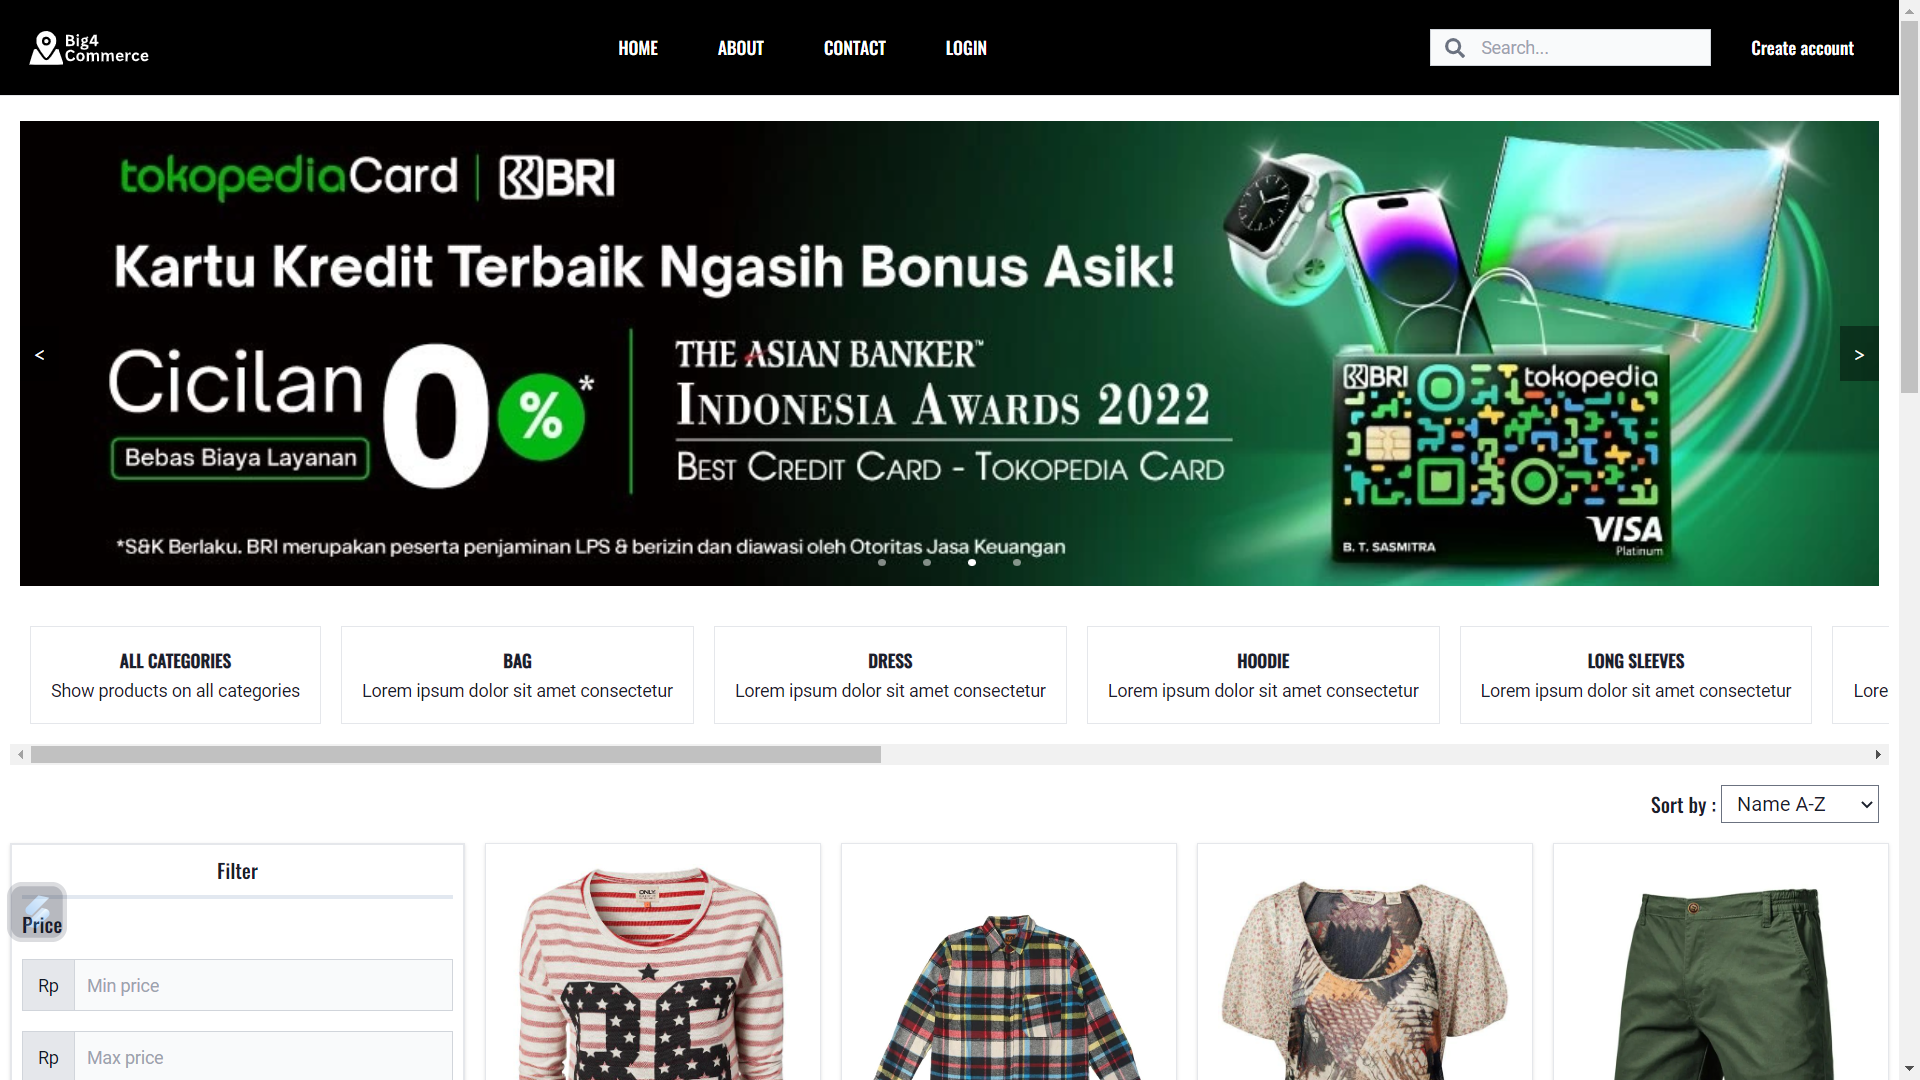 Big4
Commerce
HOME
ABOUT
CONTACT
LOGIN
Search...
Create account
tokopediaCard | BRI
Kartu Kredit Terbaik Ngasih Bonus Asik!
Cicilan 0%*
Bebas Biaya Layanan
THE ASIAN BANKER™
INDONESIA AWARDS 2022
BEST CREDIT CARD - TOKOPEDIA CARD
BRI tokopedia
B. T. SASMITRA
VISA
Platinum
*S&K Berlaku. BRI merupakan peserta penjaminan LPS & berizin dan diawasi oleh Otoritas Jasa Keuangan
<
>
ALL CATEGORIES
Show products on all categories
BAG
Lorem ipsum dolor sit amet consectetur
DRESS
Lorem ipsum dolor sit amet consectetur
HOODIE
Lorem ipsum dolor sit amet consectetur
LONG SLEEVES
Lorem ipsum dolor sit amet consectetur
Lore
Sort by :
Name A-Z
Filter
Price
Rp
Min price
Rp
Max price
ONLY